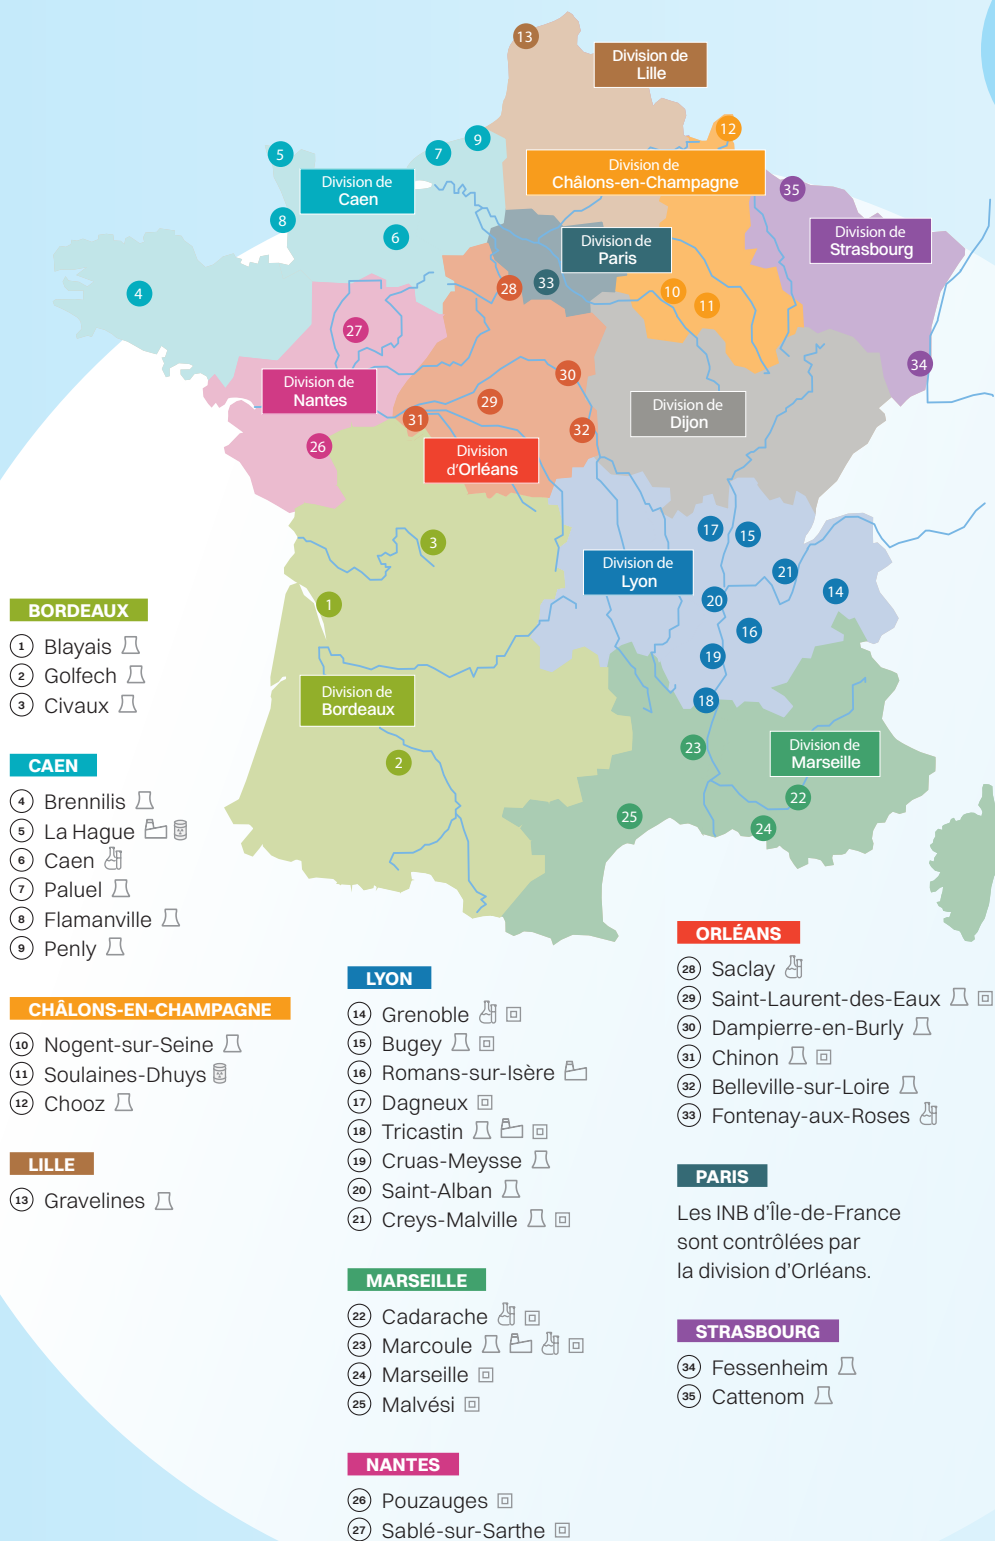 13
Division de
Lille
12
9
7
5
Division de
Châlons-en-Champagne
Division de
Caen
35
8
6
Division de
Strasbourg
Division de
Paris
4
28
33
10
11
27
34
30
Division de
Nantes
29
Division de
Dijon
31
32
26
Division
d'Orléans
17
15
3
Division de
Lyon
21
14
20
1
16
19
Division de
Bordeaux
18
23
Division de
Marseille
2
22
25
24
BORDEAUX
1 Blayais
2 Golfech
3 Civaux
CAEN
4 Brennilis
5 La Hague
6 Caen
7 Paluel
8 Flamanville
9 Penly
CHÂLONS-EN-CHAMPAGNE
10 Nogent-sur-Seine
11 Soulaines-Dhuys
12 Chooz
LILLE
13 Gravelines
LYON
14 Grenoble
15 Bugey
16 Romans-sur-Isère
17 Dagneux
18 Tricastin
19 Cruas-Meysse
20 Saint-Alban
21 Creys-Malville
MARSEILLE
22 Cadarache
23 Marcoule
24 Marseille
25 Malvési
NANTES
26 Pouzauges
27 Sablé-sur-Sarthe
ORLÉANS
28 Saclay
29 Saint-Laurent-des-Eaux
30 Dampierre-en-Burly
31 Chinon
32 Belleville-sur-Loire
33 Fontenay-aux-Roses
PARIS
Les INB d'Île-de-France
sont contrôlées par
la division d'Orléans.
STRASBOURG
34 Fessenheim
35 Cattenom